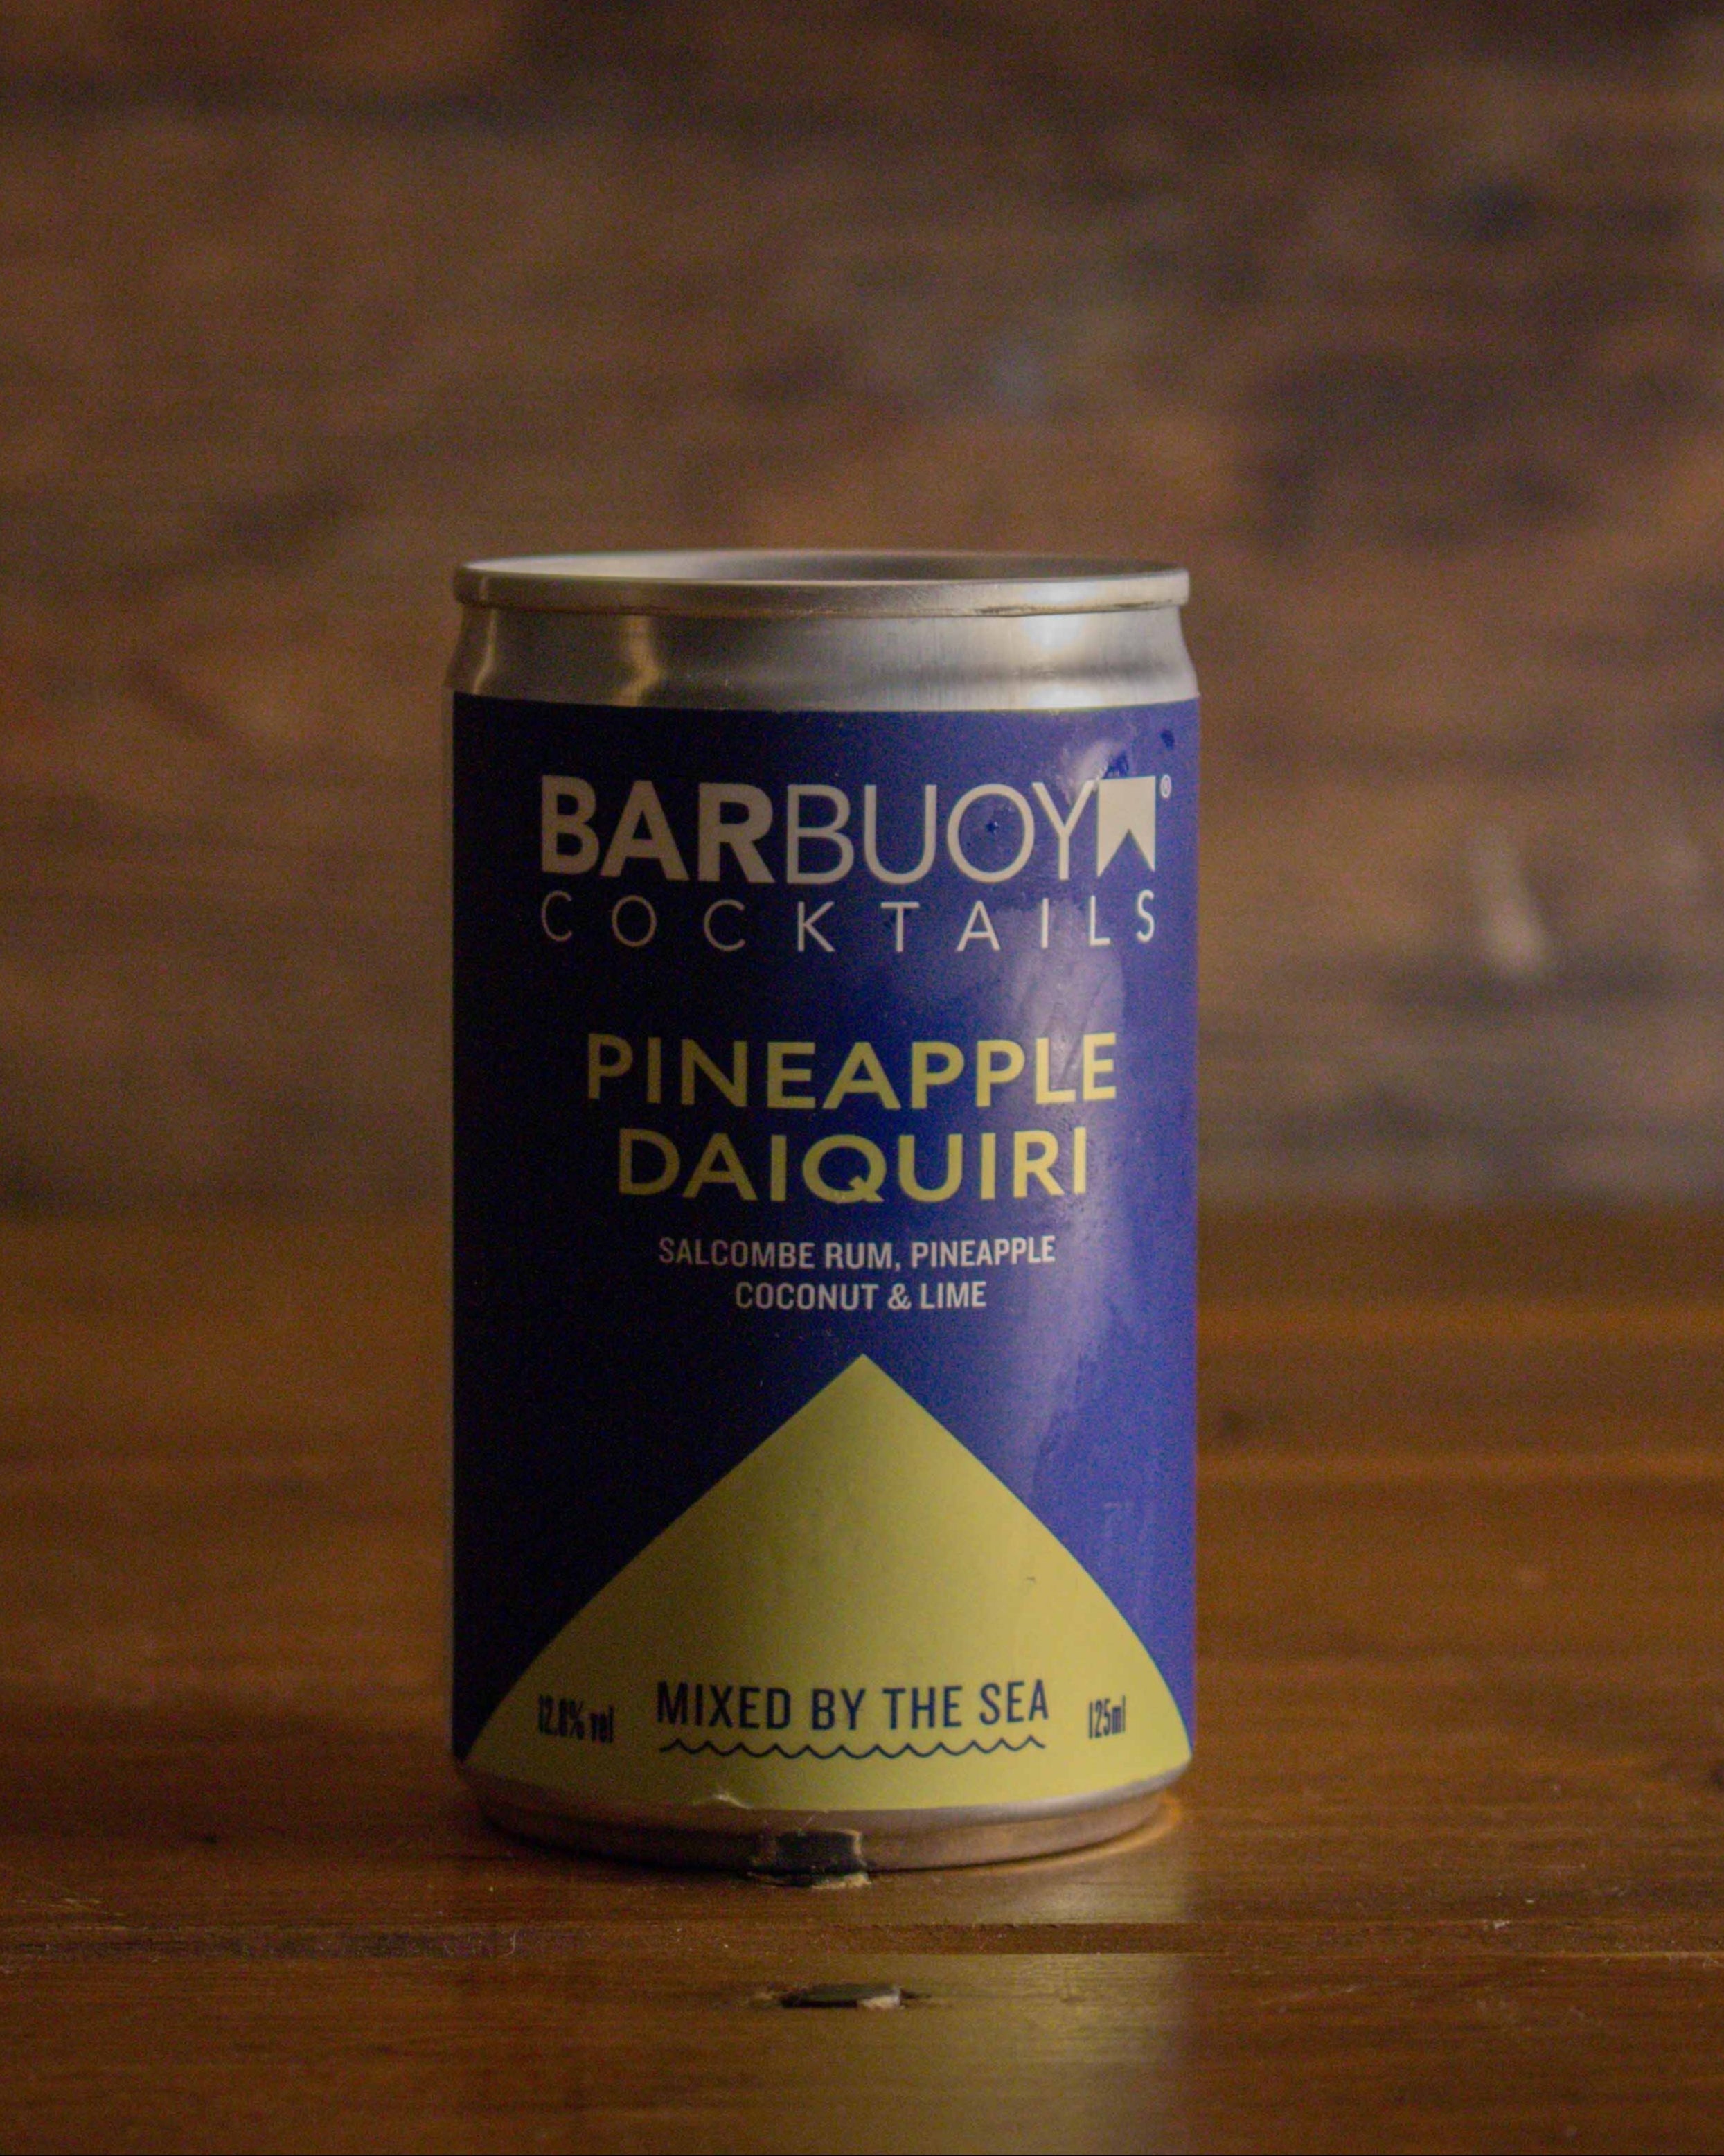 BARBUOY®
COCKTAILS
PINEAPPLE
DAIQUIRI
SALCOMBE RUM, PINEAPPLE
COCONUT & LIME
12.8% vol
MIXED BY THE SEA
125ml